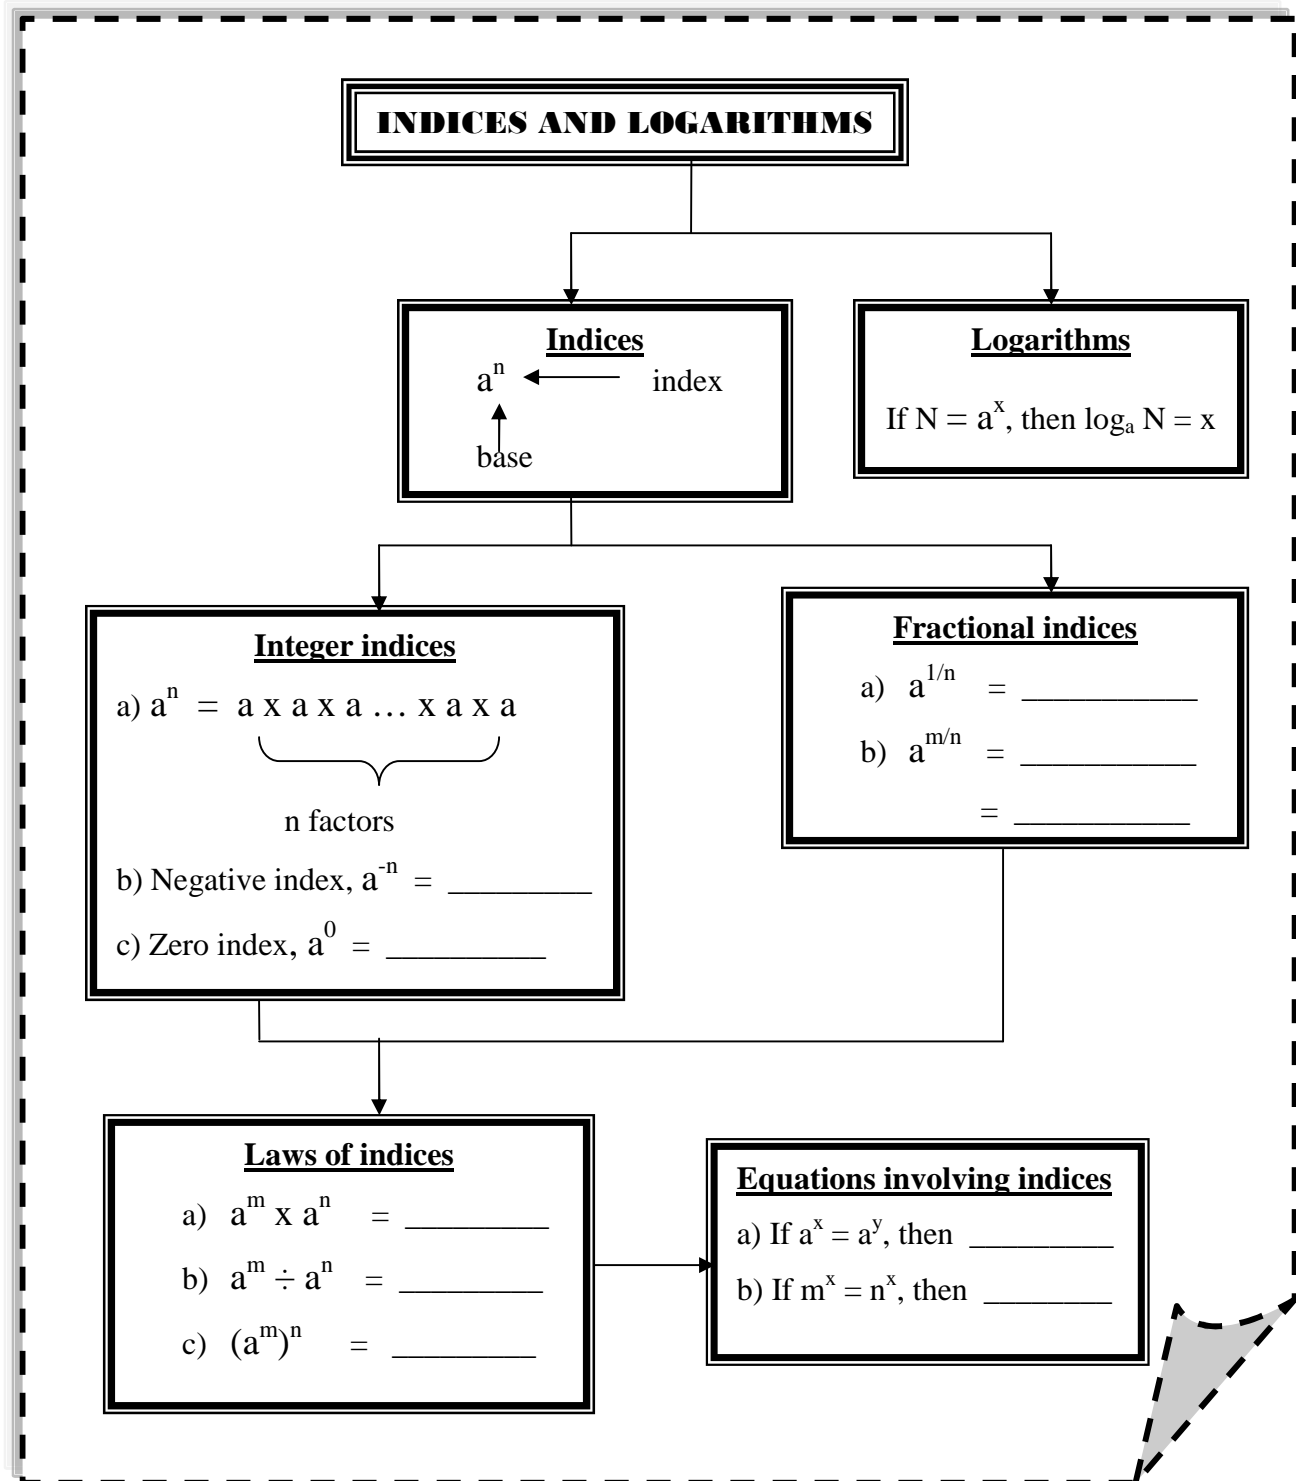 INDICES AND LOGARITHMS
Indices
aⁿ index
base
Logarithms
If N = aˣ, then logₐ N = x
Integer indices
a) aⁿ = a x a x a … x a x a
n factors
b) Negative index, a⁻ⁿ = _________
c) Zero index, a⁰ = __________
Fractional indices
a) a^1/n = ___________
b) a^m/n = ___________
= ___________
Laws of indices
a) aᵐ x aⁿ = _________
b) aᵐ ÷ aⁿ = _________
c) (aᵐ)ⁿ = _________
Equations involving indices
a) If aˣ = aʸ, then _________
b) If mˣ = nˣ, then ________